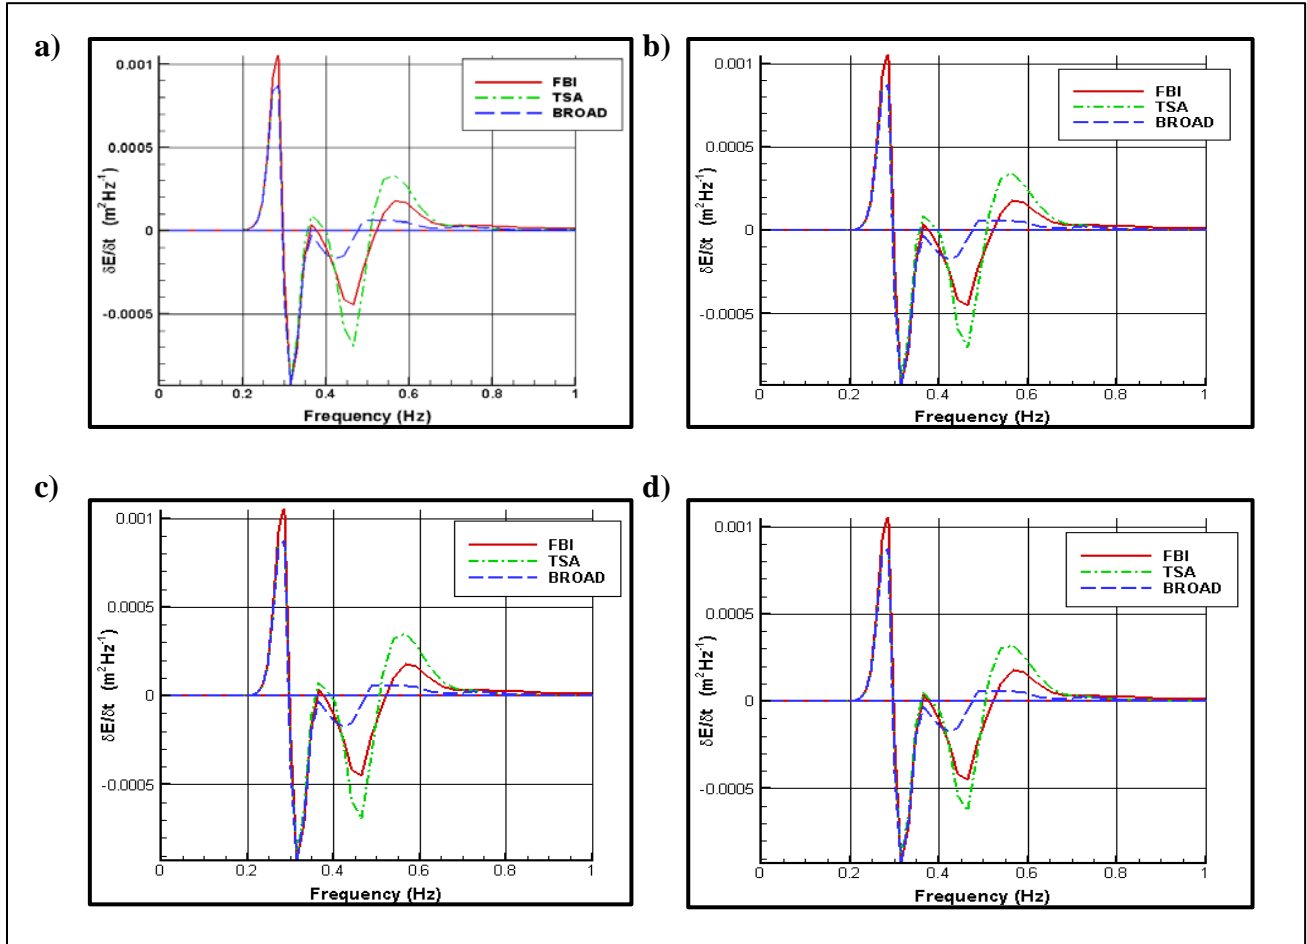 a)
0.001
0.0005
0
-0.0005
δE/δt (m²Hz⁻¹)
FBI
TSA
BROAD
0 0.2 0.4 0.6 0.8 1
Frequency (Hz)
b)
0.001
0.0005
0
-0.0005
δE/δt (m²Hz⁻¹)
FBI
TSA
BROAD
0 0.2 0.4 0.6 0.8 1
Frequency (Hz)
c)
0.001
0.0005
0
-0.0005
δE/δt (m²Hz⁻¹)
FBI
TSA
BROAD
0 0.2 0.4 0.6 0.8 1
Frequency (Hz)
d)
0.001
0.0005
0
-0.0005
δE/δt (m²Hz⁻¹)
FBI
TSA
BROAD
0 0.2 0.4 0.6 0.8 1
Frequency (Hz)